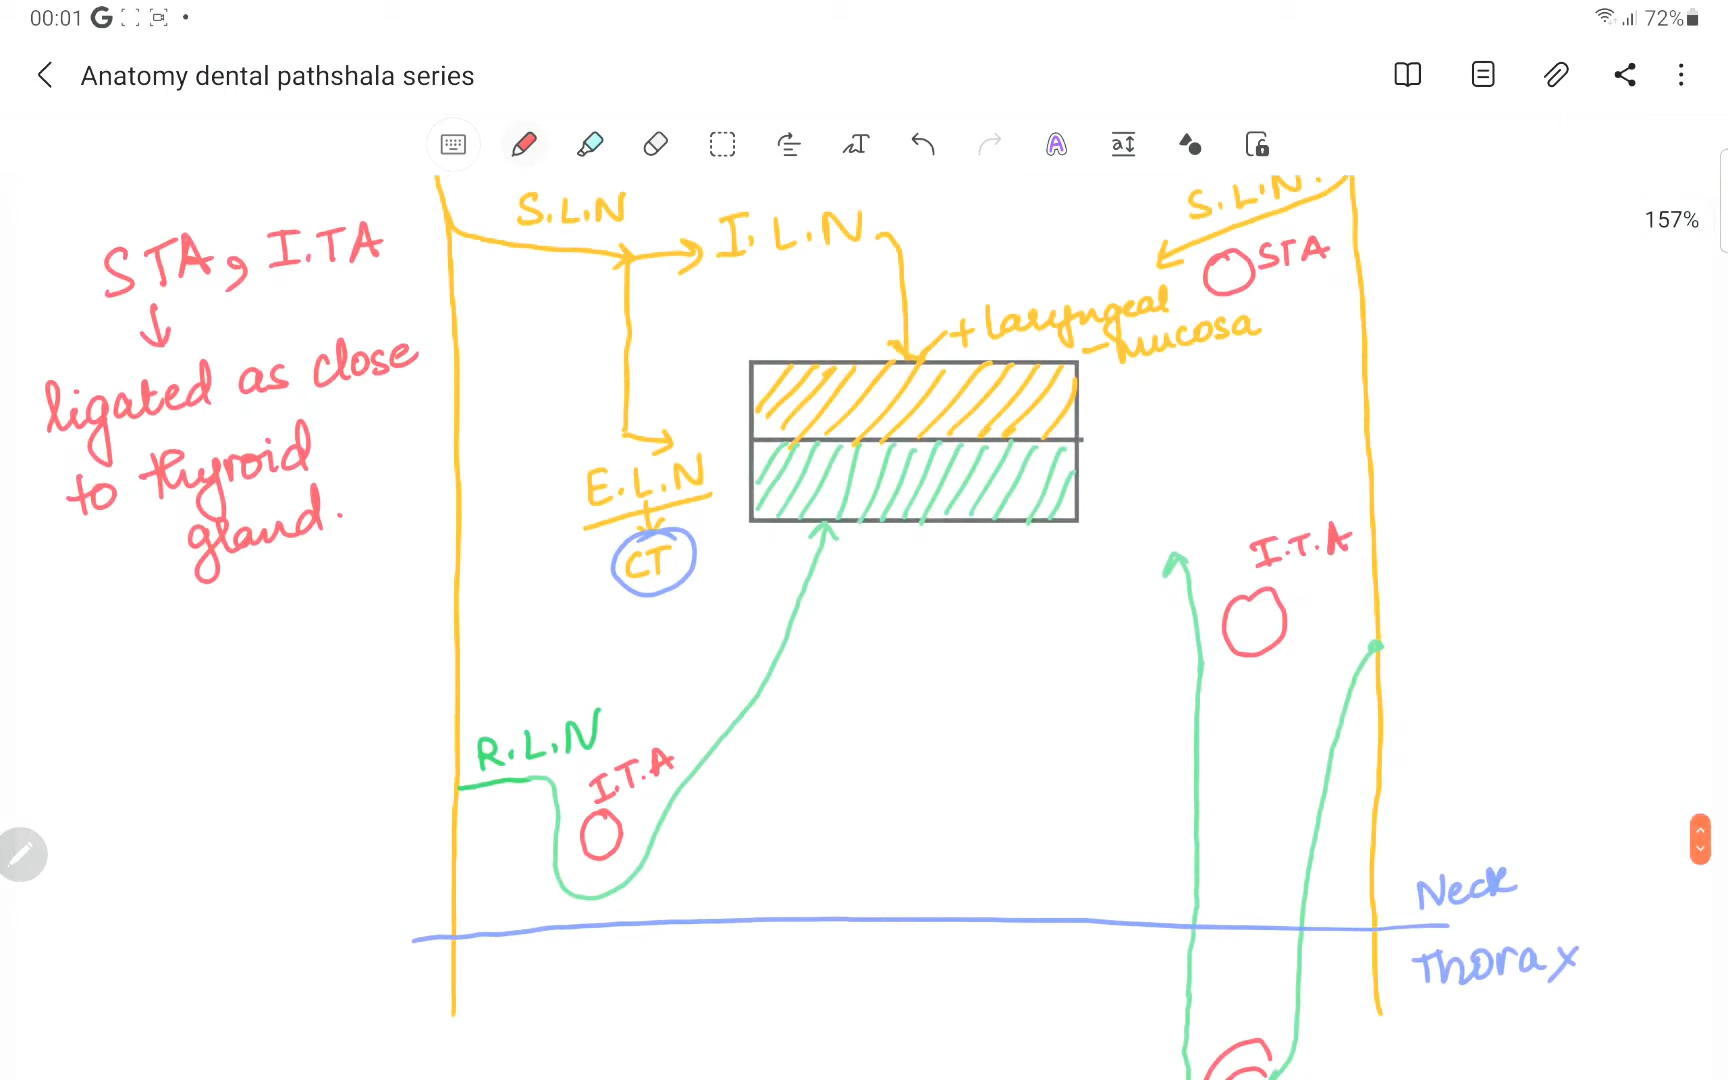 00:01
72%
Anatomy dental pathshala series
157%
STA, I.TA
ligated as close
to thyroid
gland.
S.L.N
I.L.N
S.L.N.
STA
+ laryngeal
mucosa
E.L.N
CT
I.T.A
R.L.N
I.T.A
Neck
Thorax